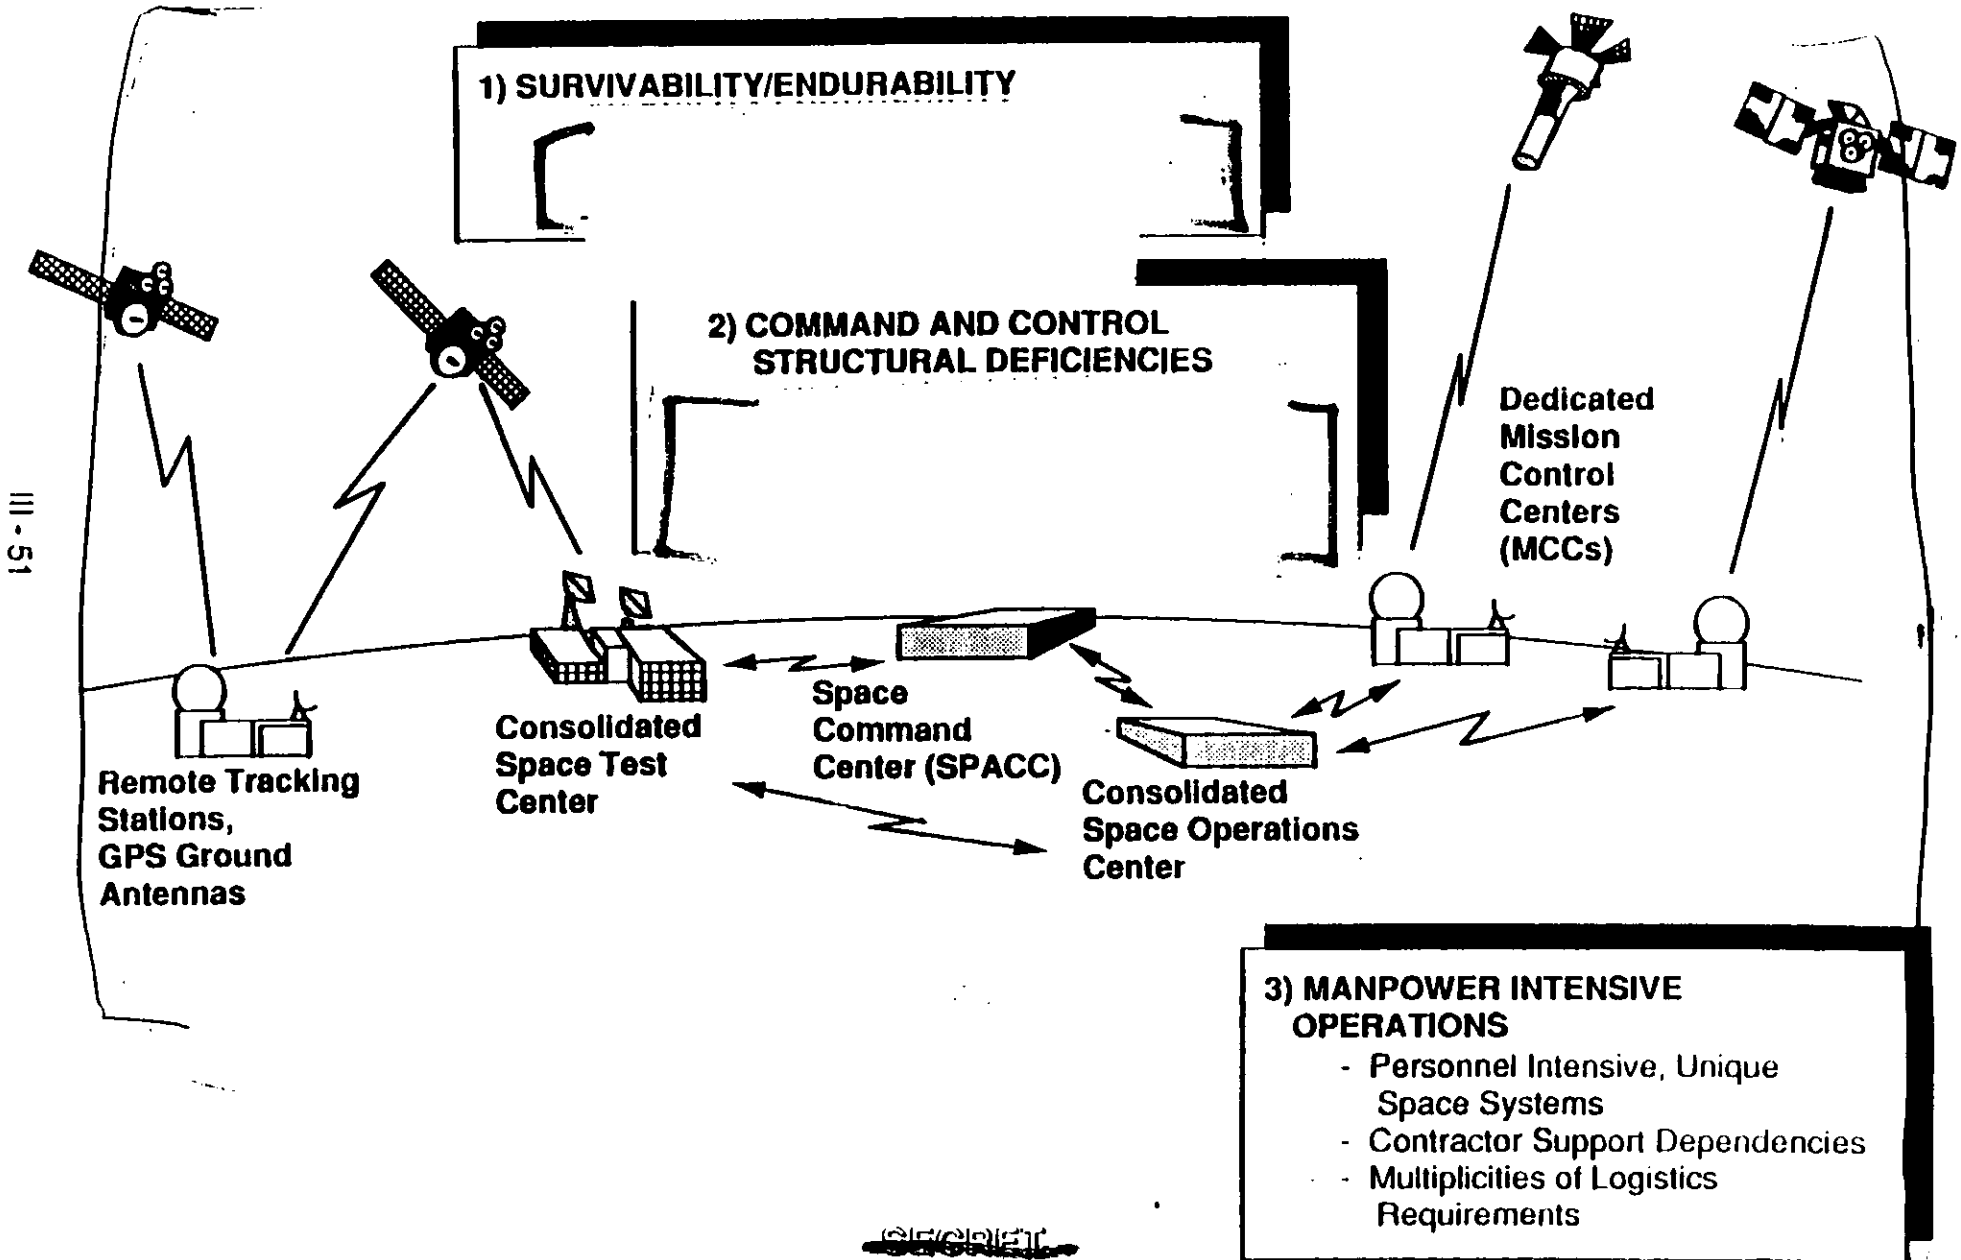 1) SURVIVABILITY/ENDURABILITY
2) COMMAND AND CONTROL
STRUCTURAL DEFICIENCIES
Dedicated
Mission
Control
Centers
(MCCs)
III - 51
Remote Tracking
Stations,
GPS Ground
Antennas
Consolidated
Space Test
Center
Space
Command
Center (SPACC)
Consolidated
Space Operations
Center
3) MANPOWER INTENSIVE
OPERATIONS
- Personnel Intensive, Unique
Space Systems
- Contractor Support Dependencies
- Multiplicities of Logistics
Requirements
SECRET